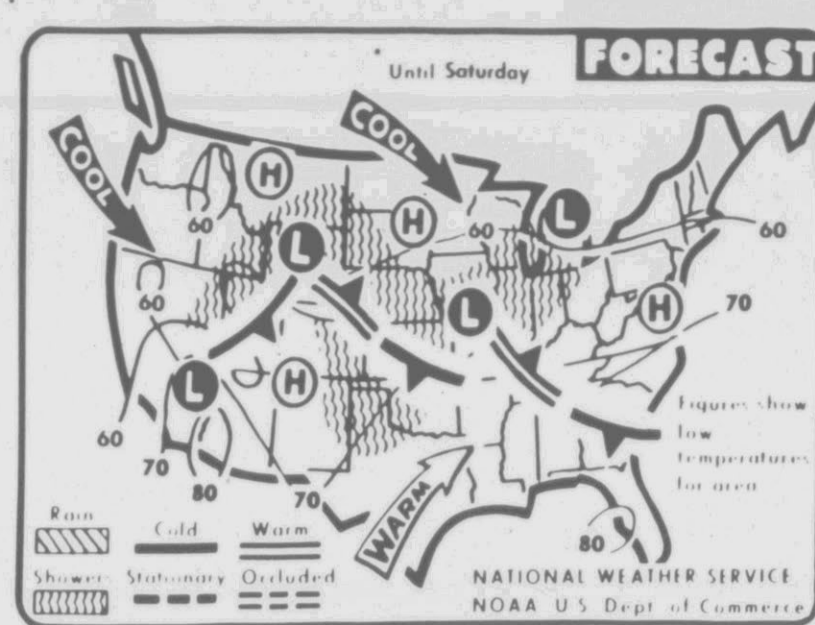 FORECAST
Until Saturday
COOL
COOL
H
60
H
60
L
60
L
60
L
H
70
L
H
60
70
80
70
WARM
80
Figures show
low
temperatures
for area
Rain
Cold
Warm
Showers
Stationary
Occluded
NATIONAL WEATHER SERVICE
NOAA U S Dept of Commerce